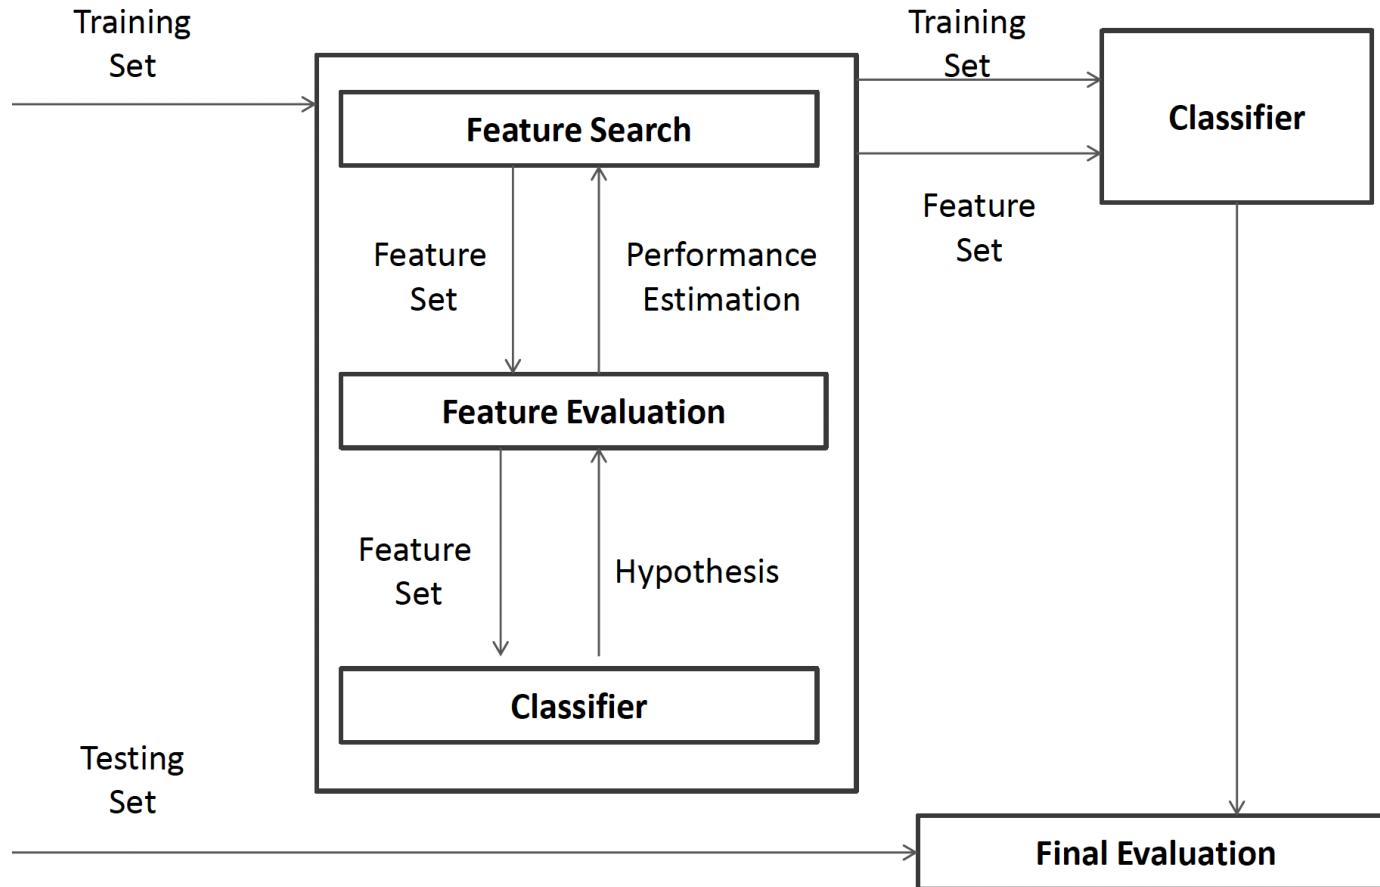 Training
Set
Training
Set
Feature Search
Classifier
Feature
Set
Feature
Set
Performance
Estimation
Feature Evaluation
Feature
Set
Hypothesis
Classifier
Testing
Set
Final Evaluation